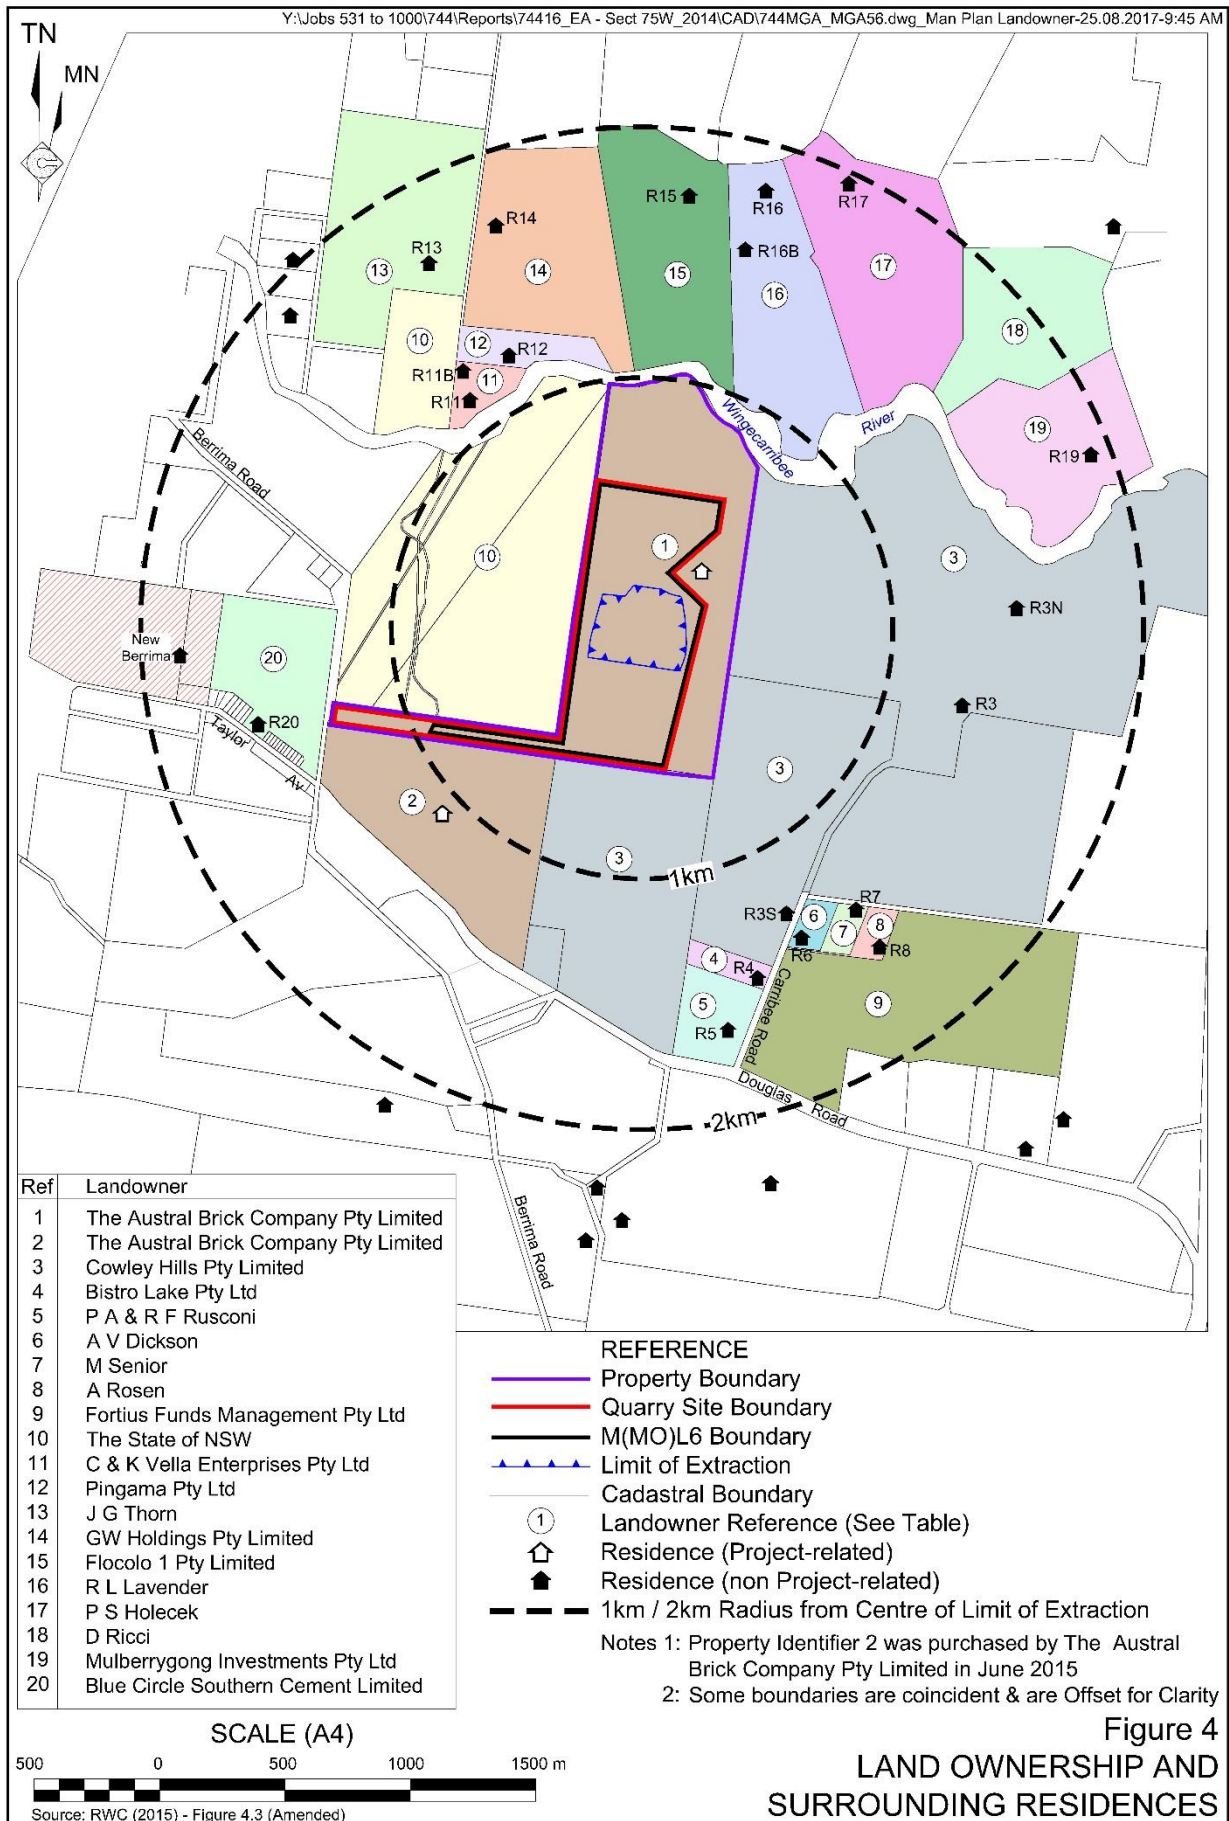 Y:\Jobs 531 to 1000\744\Reports\74416_EA - Sect 75W_2014\CAD\744MGA_MGA56.dwg_Man Plan Landowner-25.08.2017-9:45 AM
TN
MN
R15
R16
R17
R14
R13
R16B
13
14
15
16
17
18
10
12
R12
R11B
11
R11
Wingecarribee
River
19
R19
Berrima Road
1
10
3
R3N
New
Berrima
20
R20
R3
Taylor
Av
2
3
3
1km
R3S
6
R7
7
8
R6
R8
4
R4
9
5
R5
Carribee Road
Douglas
Road
2km
Berrima Road
Ref Landowner
1 The Austral Brick Company Pty Limited
2 The Austral Brick Company Pty Limited
3 Cowley Hills Pty Limited
4 Bistro Lake Pty Ltd
5 P A & R F Rusconi
6 A V Dickson
7 M Senior
8 A Rosen
9 Fortius Funds Management Pty Ltd
10 The State of NSW
11 C & K Vella Enterprises Pty Ltd
12 Pingama Pty Ltd
13 J G Thorn
14 GW Holdings Pty Limited
15 Flocolo 1 Pty Limited
16 R L Lavender
17 P S Holecek
18 D Ricci
19 Mulberrygong Investments Pty Ltd
20 Blue Circle Southern Cement Limited
REFERENCE
Property Boundary
Quarry Site Boundary
M(MO)L6 Boundary
Limit of Extraction
Cadastral Boundary
1 Landowner Reference (See Table)
Residence (Project-related)
Residence (non Project-related)
1km / 2km Radius from Centre of Limit of Extraction
Notes 1: Property Identifier 2 was purchased by The Austral
Brick Company Pty Limited in June 2015
2: Some boundaries are coincident & are Offset for Clarity
SCALE (A4)
500 0 500 1000 1500 m
Source: RWC (2015) - Figure 4.3 (Amended)
Figure 4
LAND OWNERSHIP AND
SURROUNDING RESIDENCES